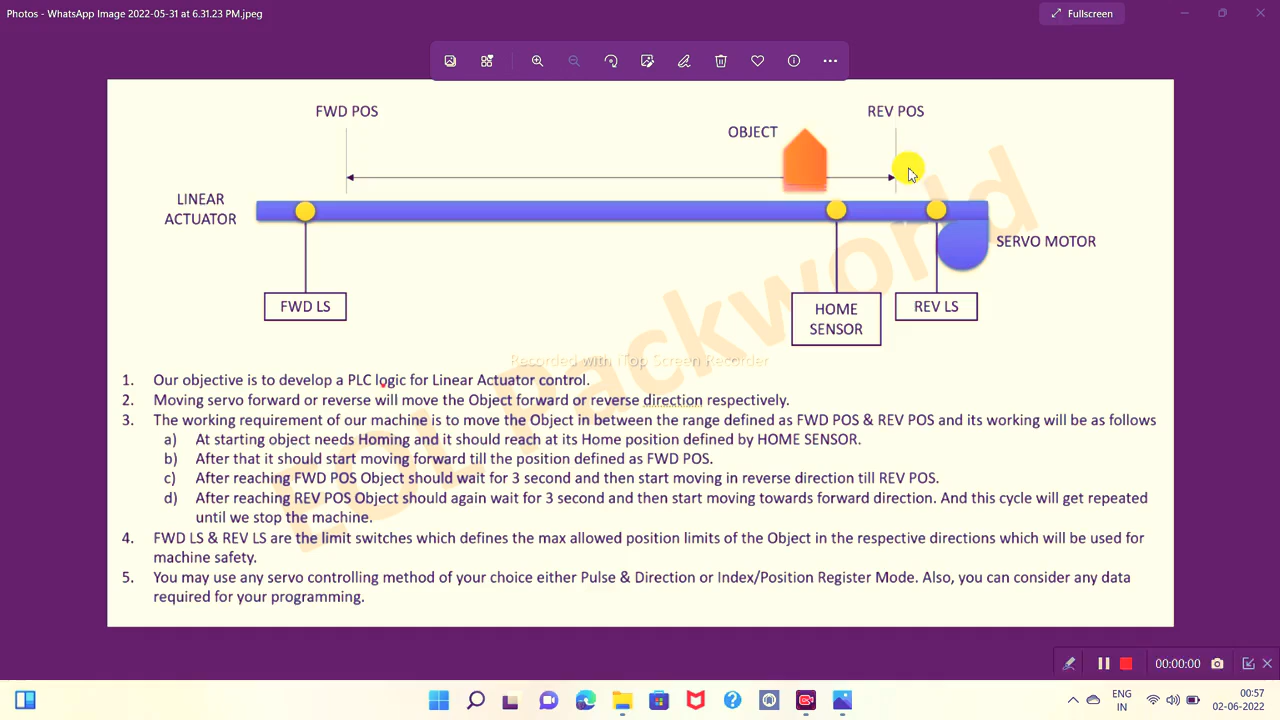 Photos - WhatsApp Image 2022-05-31 at 6.31.23 PM.jpeg
Fullscreen
FWD POS
REV POS
OBJECT
LINEAR
ACTUATOR
SERVO MOTOR
FWD LS
HOME
SENSOR
REV LS
EOL Packworld
Recorded with iTop Screen Recorder
1. Our objective is to develop a PLC logic for Linear Actuator control.
2. Moving servo forward or reverse will move the Object forward or reverse direction respectively.
3. The working requirement of our machine is to move the Object in between the range defined as FWD POS & REV POS and its working will be as follows
a) At starting object needs Homing and it should reach at its Home position defined by HOME SENSOR.
b) After that it should start moving forward till the position defined as FWD POS.
c) After reaching FWD POS Object should wait for 3 second and then start moving in reverse direction till REV POS.
d) After reaching REV POS Object should again wait for 3 second and then start moving towards forward direction. And this cycle will get repeated
until we stop the machine.
4. FWD LS & REV LS are the limit switches which defines the max allowed position limits of the Object in the respective directions which will be used for
machine safety.
5. You may use any servo controlling method of your choice either Pulse & Direction or Index/Position Register Mode. Also, you can consider any data
required for your programming.
00:00:00
ENG
IN
00:57
02-06-2022